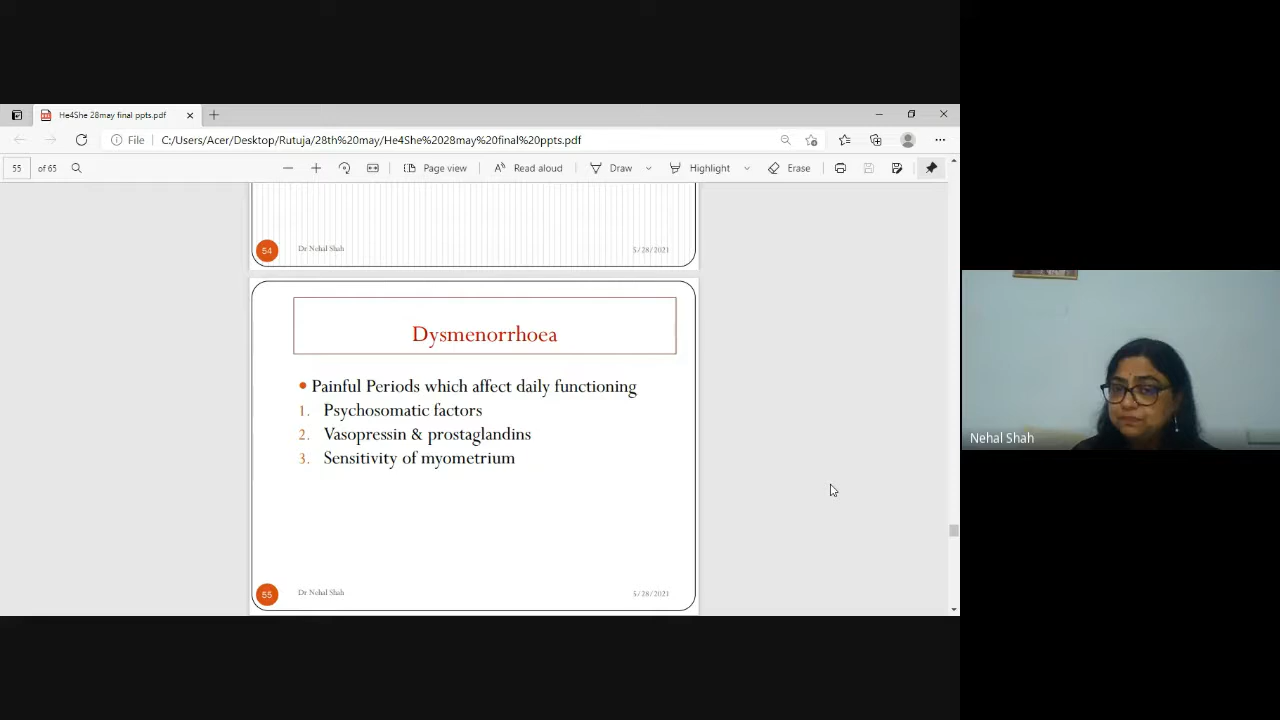 He4She 28may final ppts.pdf
File
C:/Users/Acer/Desktop/Rutuja/28th%20may/He4She%2028may%20final%20ppts.pdf
55 of 65
Page view
Read aloud
Draw
Highlight
Erase
54
Dr Nehal Shah
5/28/2021
Dysmenorrhoea
• Painful Periods which affect daily functioning
1. Psychosomatic factors
2. Vasopressin & prostaglandins
3. Sensitivity of myometrium
55
Dr Nehal Shah
5/28/2021
Nehal Shah